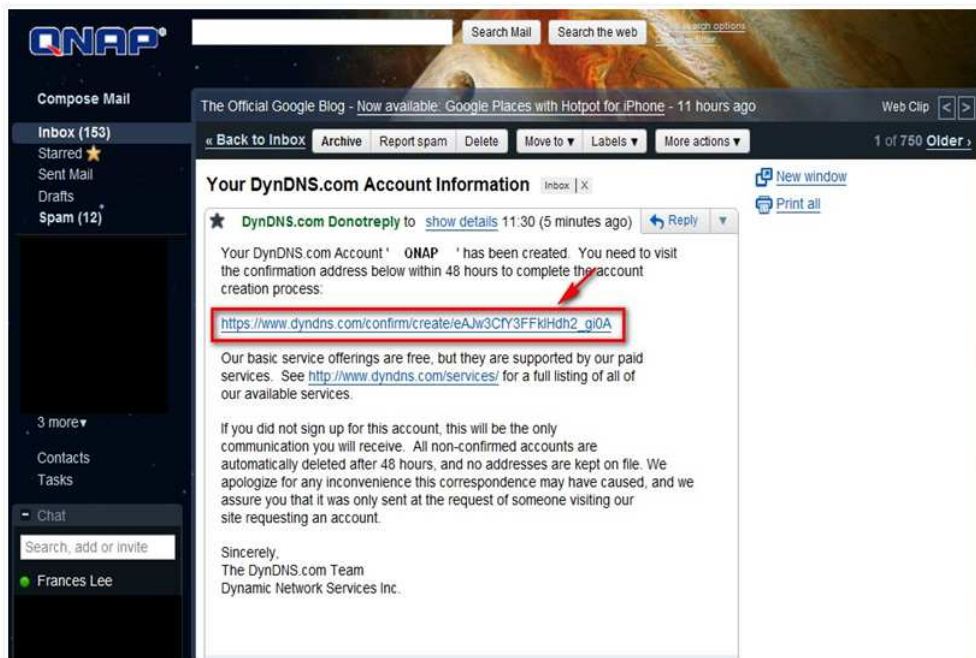 QNAP®
Search Mail Search the web
search options
Compose Mail
The Official Google Blog - Now available: Google Places with Hotpot for iPhone - 11 hours ago Web Clip < >
Inbox (153)
« Back to Inbox Archive Report spam Delete Move to ▼ Labels ▼ More actions ▼ 1 of 750 Older ›
Starred
Sent Mail
Drafts
Spam (12)
Your DynDNS.com Account Information Inbox | X
New window
Print all
DynDNS.com Donotreply to show details 11:30 (5 minutes ago) Reply ▼
Your DynDNS.com Account ' QNAP ' has been created. You need to visit
the confirmation address below within 48 hours to complete the account
creation process:
https://www.dyndns.com/confirm/create/eAJw3CfY3FFklHdh2_gi0A
Our basic service offerings are free, but they are supported by our paid
services. See http://www.dyndns.com/services/ for a full listing of all of
our available services.
If you did not sign up for this account, this will be the only
communication you will receive. All non-confirmed accounts are
automatically deleted after 48 hours, and no addresses are kept on file. We
apologize for any inconvenience this correspondence may have caused, and we
assure you that it was only sent at the request of someone visiting our
site requesting an account.
Sincerely,
The DynDNS.com Team
Dynamic Network Services Inc.
3 more▼
Contacts
Tasks
- Chat
Search, add or invite
Frances Lee